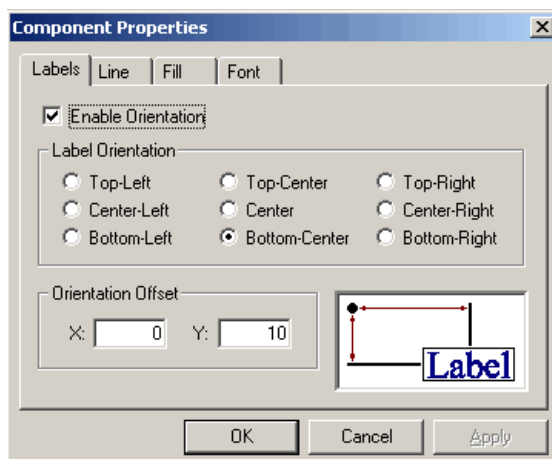 Component Properties
Labels Line Fill Font
Enable Orientation
Label Orientation
Top-Left Top-Center Top-Right
Center-Left Center Center-Right
Bottom-Left Bottom-Center Bottom-Right
Orientation Offset
X: 0 Y: 10
Label
OK Cancel Apply